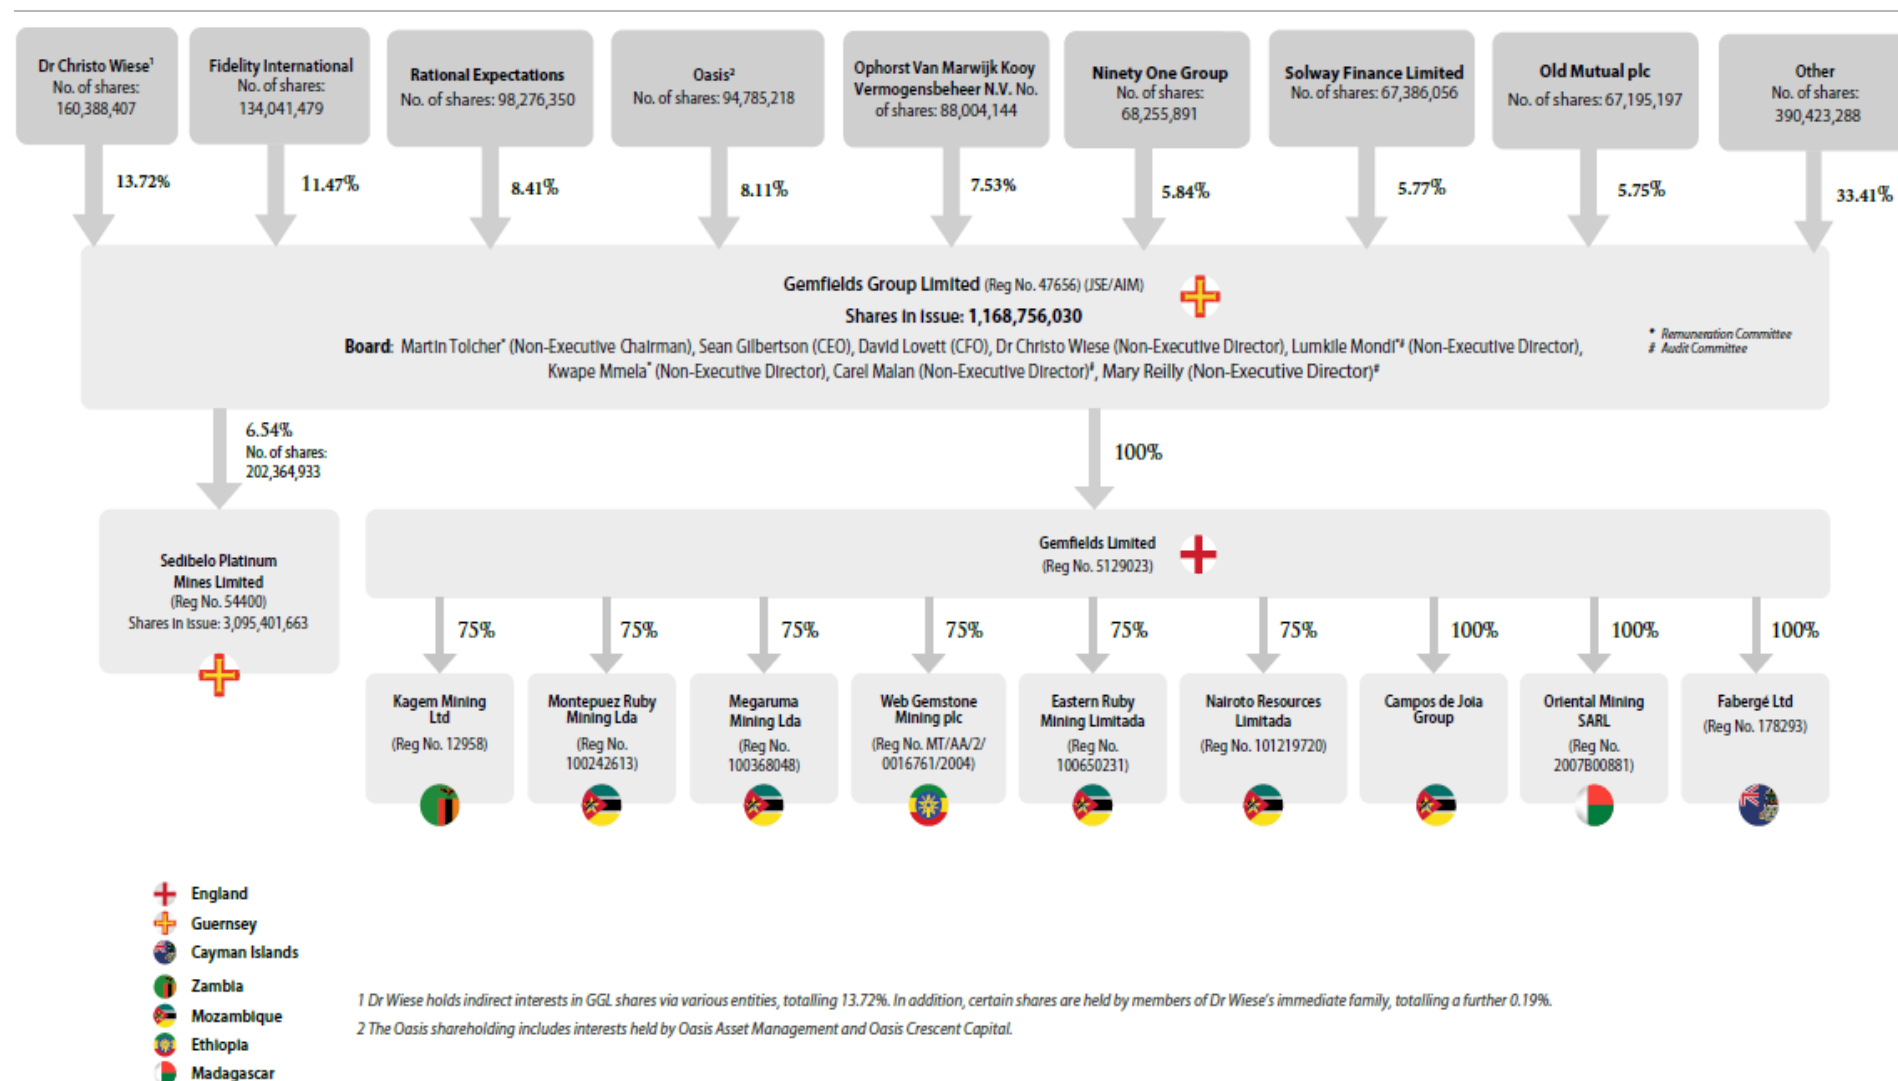 Dr Christo Wiese1
No. of shares:
160,388,407
Fidelity International
No. of shares:
134,041,479
Rational Expectations
No. of shares: 98,276,350
Oasis2
No. of shares: 94,785,218
Ophorst Van Marwijk Kooy
Vermogensbeheer N.V. No.
of shares: 88,004,144
Ninety One Group
No. of shares:
68,255,891
Solway Finance Limited
No. of shares: 67,386,056
Old Mutual plc
No. of shares: 67,195,197
Other
No. of shares:
390,423,288
13.72%
11.47%
8.41%
8.11%
7.53%
5.84%
5.77%
5.75%
33.41%
Gemfields Group Limited (Reg No. 47656) (JSE/AIM)
Shares in issue: 1,168,756,030
Board: Martin Tolcher* (Non-Executive Chairman), Sean Gilbertson (CEO), David Lovett (CFO), Dr Christo Wiese (Non-Executive Director), Lumkile Mondi*# (Non-Executive Director),
Kwape Mmela* (Non-Executive Director), Carel Malan (Non-Executive Director)#, Mary Reilly (Non-Executive Director)#
* Remuneration Committee
# Audit Committee
6.54%
No. of shares:
202,364,933
100%
Sedibelo Platinum
Mines Limited
(Reg No. 54400)
Shares in issue: 3,095,401,663
Gemfields Limited
(Reg No. 5129023)
75%
75%
75%
75%
75%
75%
100%
100%
100%
Kagem Mining
Ltd
(Reg No. 12958)
Montepuez Ruby
Mining Lda
(Reg No.
100242613)
Megaruma
Mining Lda
(Reg No.
100368048)
Web Gemstone
Mining plc
(Reg No. MT/AA/2/
0016761/2004)
Eastern Ruby
Mining Limitada
(Reg No.
100650231)
Nairoto Resources
Limitada
(Reg No. 101219720)
Campos de Joia
Group
Oriental Mining
SARL
(Reg No.
2007B00881)
Fabergé Ltd
(Reg No. 178293)
England
Guernsey
Cayman Islands
Zambia
Mozambique
Ethiopia
Madagascar
1 Dr Wiese holds indirect interests in GGL shares via various entities, totalling 13.72%. In addition, certain shares are held by members of Dr Wiese's immediate family, totalling a further 0.19%.
2 The Oasis shareholding includes interests held by Oasis Asset Management and Oasis Crescent Capital.